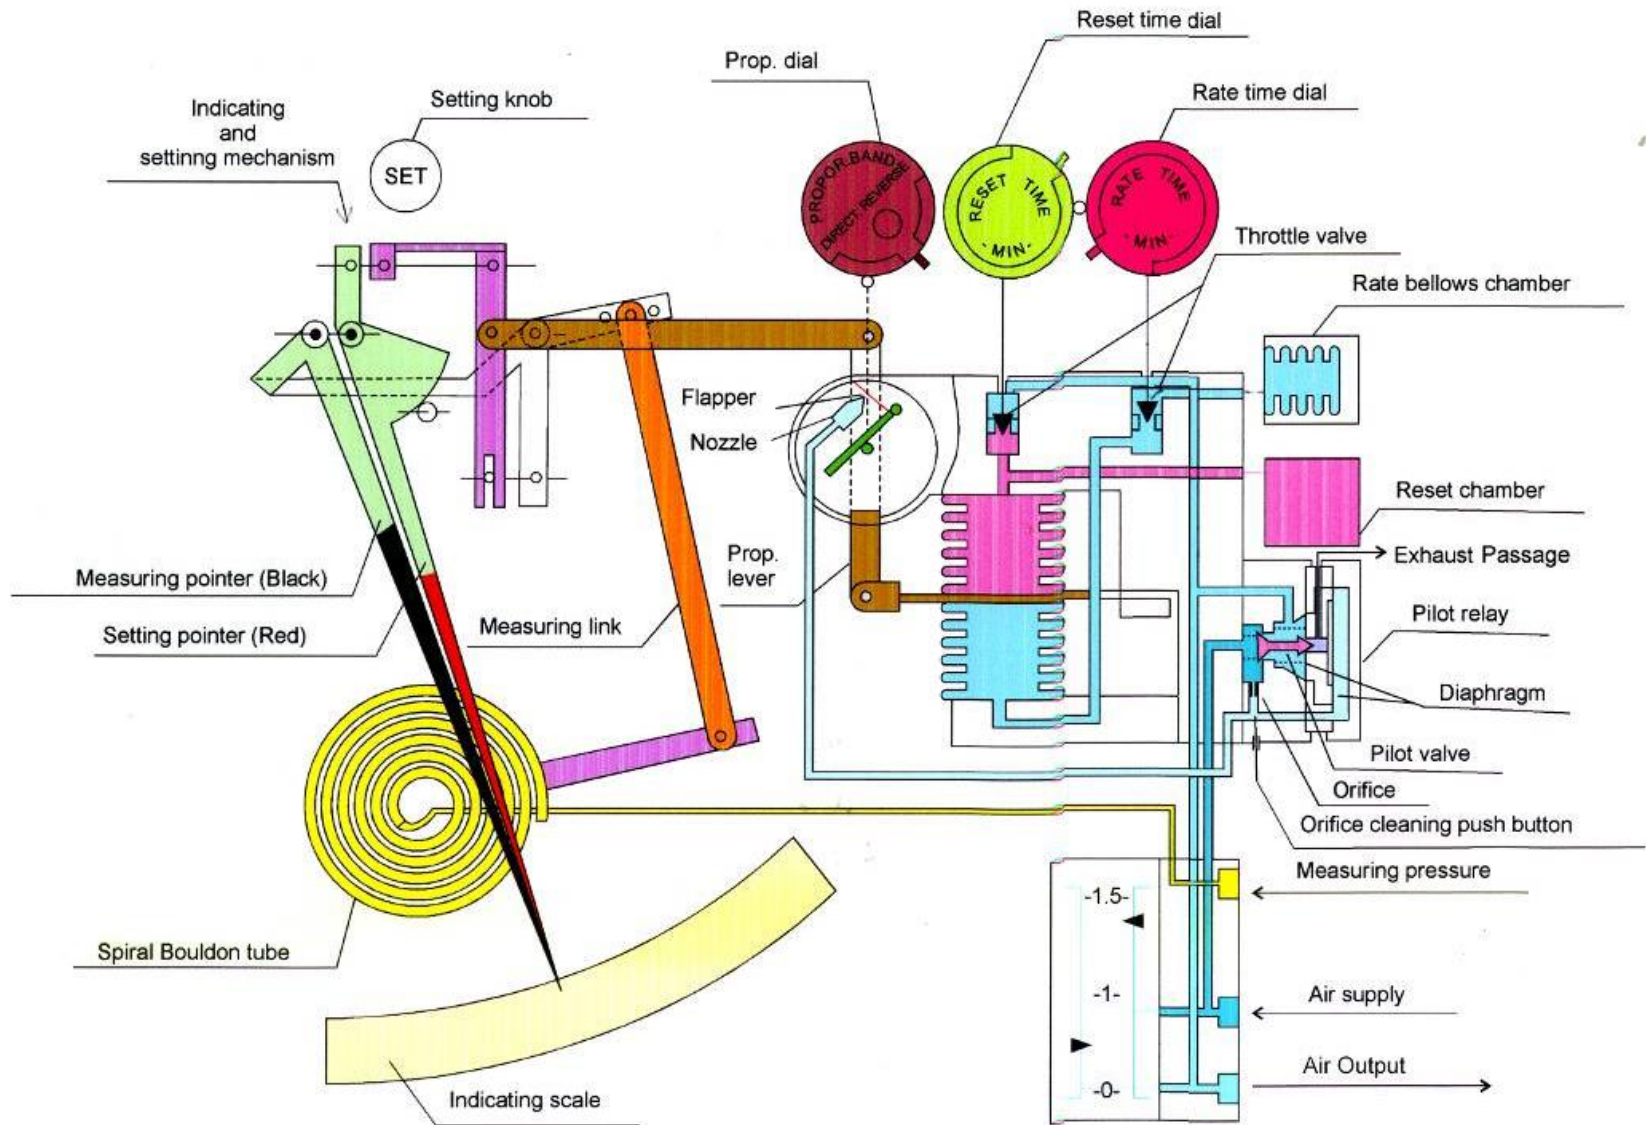 Reset time dial
Prop. dial
Rate time dial
Setting knob
Indicating
and
settinng mechanism
SET
PROPOR.BAND%
DIRECT. REVERSE
RESET TIME
- MIN -
RATE TIME
- MIN -
Throttle valve
Rate bellows chamber
Flapper
Nozzle
Reset chamber
Exhaust Passage
Prop.
lever
Measuring pointer (Black)
Pilot relay
Setting pointer (Red)
Measuring link
Diaphragm
Pilot valve
Orifice
Orifice cleaning push button
Measuring pressure
-1.5-
Spiral Bouldon tube
-1-
Air supply
Air Output
-0-
Indicating scale